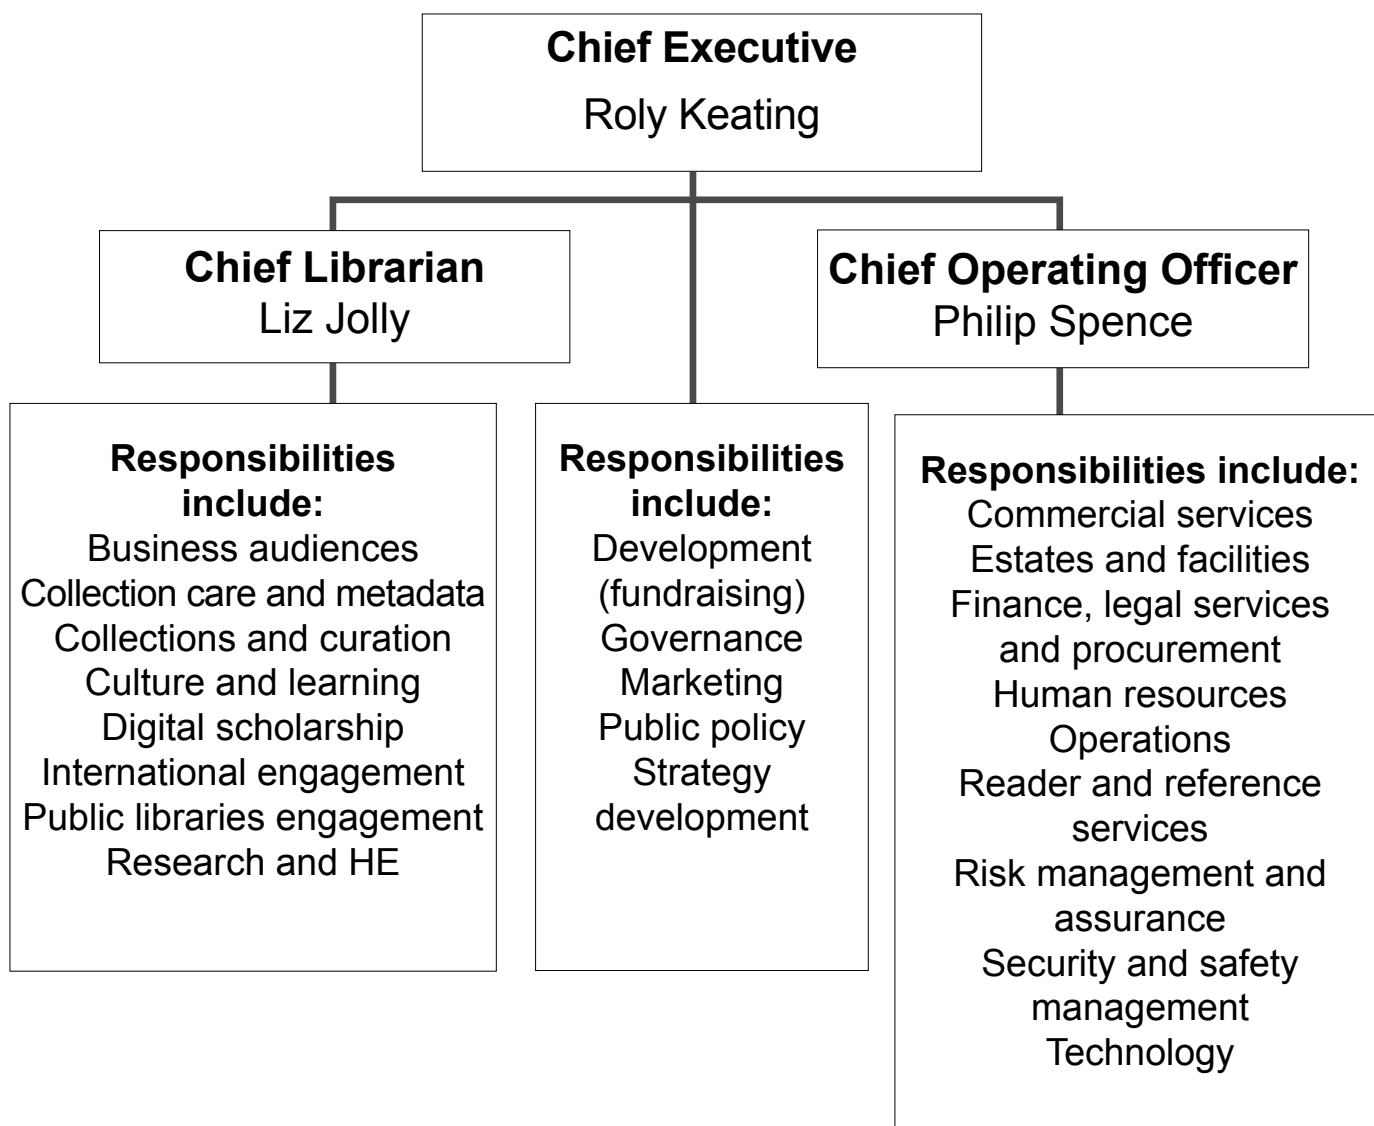 Chief Executive
Roly Keating
Chief Librarian
Liz Jolly
Chief Operating Officer
Philip Spence
Responsibilities
include:
Business audiences
Collection care and metadata
Collections and curation
Culture and learning
Digital scholarship
International engagement
Public libraries engagement
Research and HE
Responsibilities
include:
Development
(fundraising)
Governance
Marketing
Public policy
Strategy
development
Responsibilities include:
Commercial services
Estates and facilities
Finance, legal services
and procurement
Human resources
Operations
Reader and reference
services
Risk management and
assurance
Security and safety
management
Technology